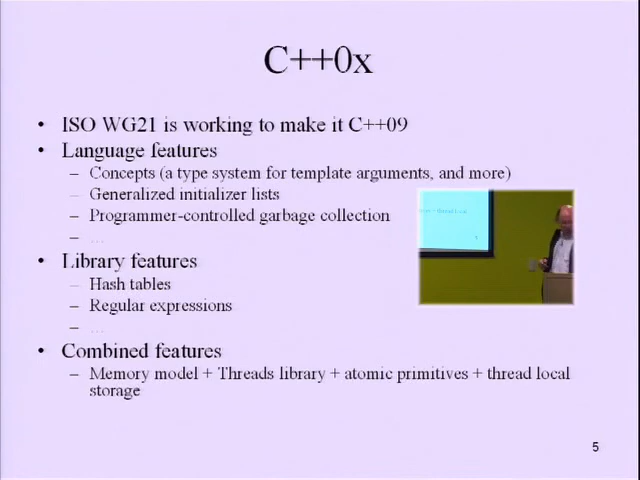 C++0x
• ISO WG21 is working to make it C++09
• Language features
– Concepts (a type system for template arguments, and more)
– Generalized initializer lists
– Programmer-controlled garbage collection
– ...
• Library features
– Hash tables
– Regular expressions
– ...
• Combined features
– Memory model + Threads library + atomic primitives + thread local
storage
5